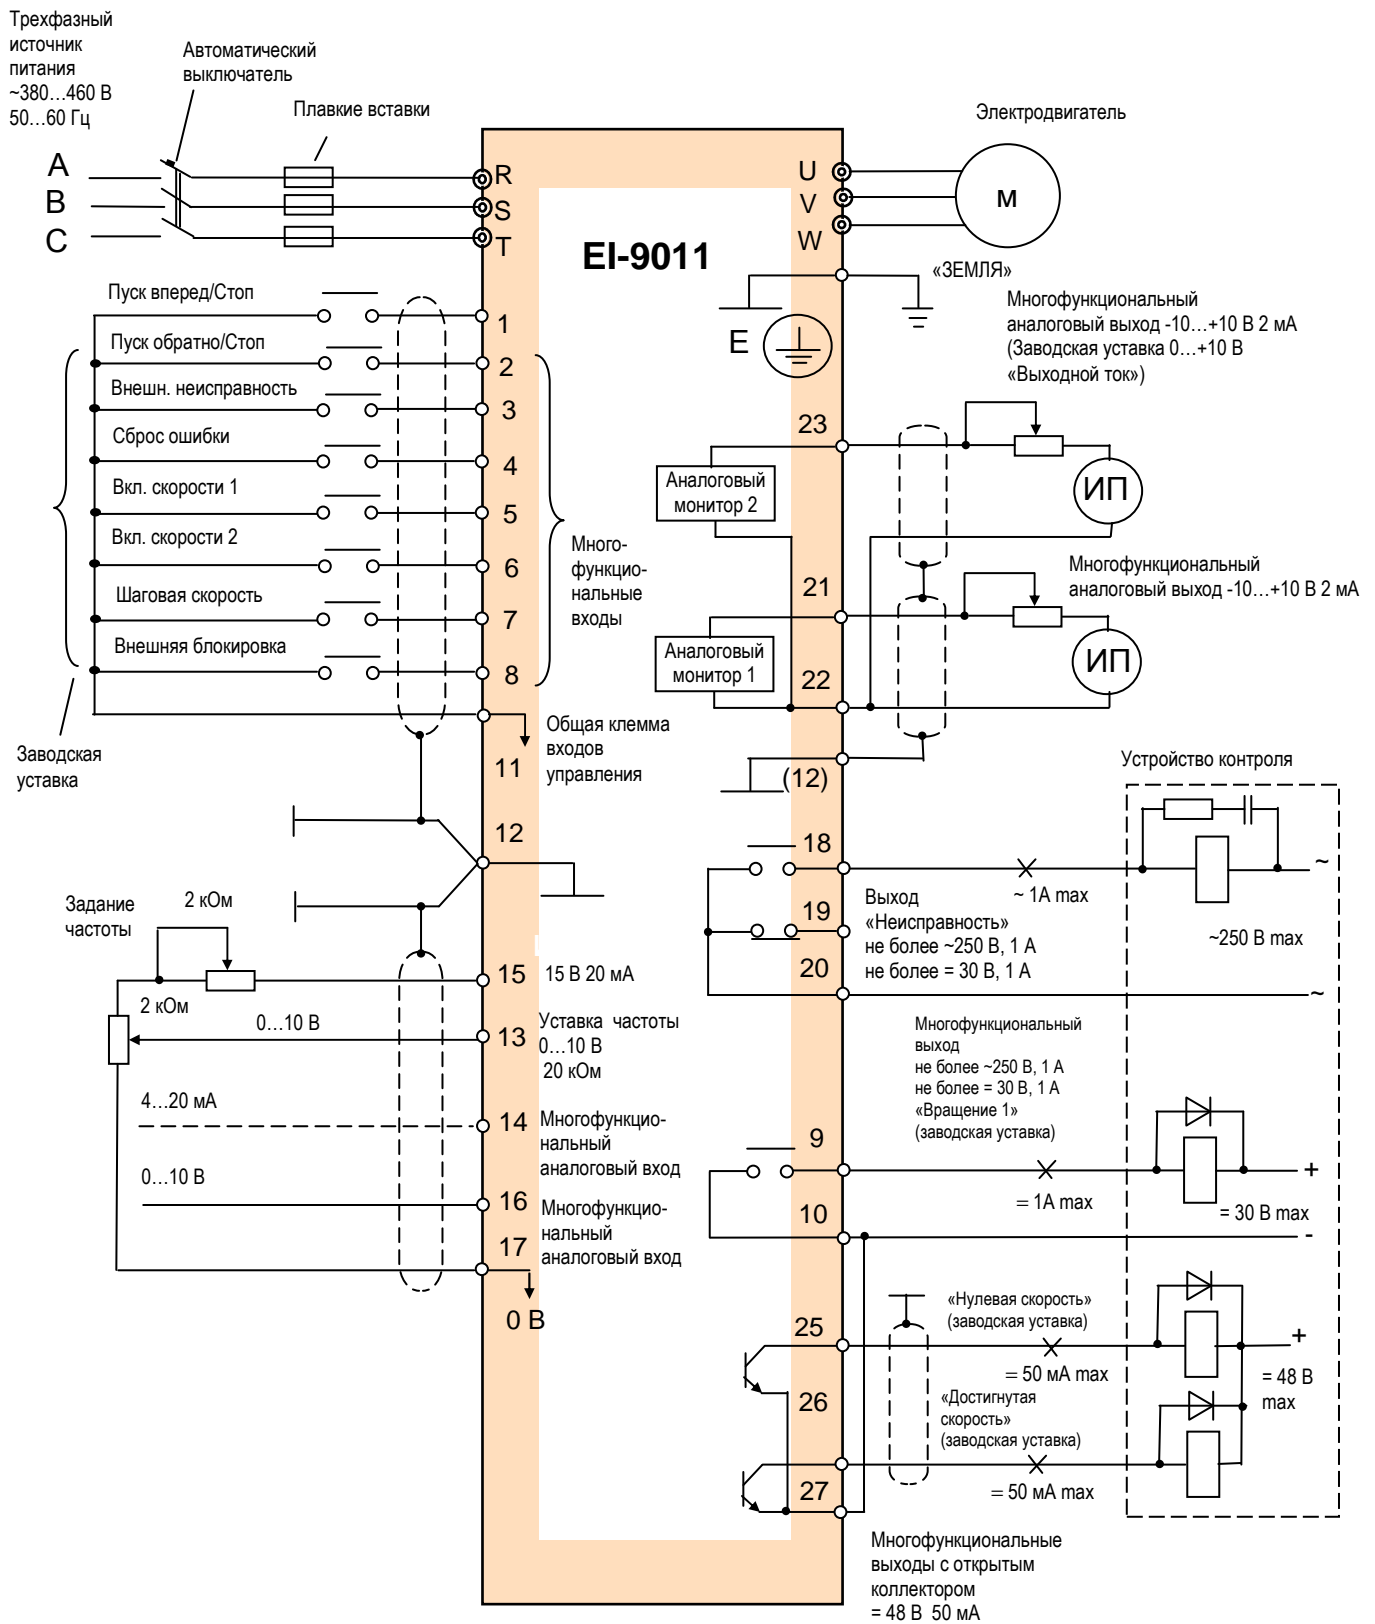 Трехфазный
источник
питания
~380…460 В
50…60 Гц
Автоматический
выключатель
Плавкие вставки
Электродвигатель
A
B
C
R
S
T
U
V
W
М
EI-9011
«ЗЕМЛЯ»
E
Пуск вперед/Стоп
1
Пуск обратно/Стоп
2
Внешн. неисправность
3
Сброс ошибки
4
Вкл. скорости 1
5
Вкл. скорости 2
6
Шаговая скорость
7
Внешняя блокировка
8
Много-
функцио-
нальные
входы
Заводская
уставка
11
Общая клемма
входов
управления
12
Многофункциональный
аналоговый выход -10…+10 В 2 мА
(Заводская уставка 0…+10 В
«Выходной ток»)
23
Аналоговый
монитор 2
ИП
Многофункциональный
аналоговый выход -10…+10 В 2 мА
21
Аналоговый
монитор 1
ИП
22
(12)
Устройство контроля
18
~ 1А max
~
19
Выход
«Неисправность»
не более ~250 В, 1 А
не более = 30 В, 1 А
~250 В max
20
~
Задание
частоты
2 кОм
15
15 В 20 мА
2 кОм
0…10 В
13
Уставка частоты
0…10 В
20 кОм
4…20 мА
14
Многофункцио-
нальный
аналоговый вход
0…10 В
16
Многофункцио-
нальный
аналоговый вход
17
0 В
Многофункциональный
выход
не более ~250 В, 1 А
не более = 30 В, 1 А
«Вращение 1»
(заводская уставка)
9
= 1А max
+
= 30 В max
10
-
25
«Нулевая скорость»
(заводская уставка)
= 50 мА max
+
= 48 В
max
26
«Достигнутая
скорость»
(заводская уставка)
= 50 мА max
27
Многофункциональные
выходы с открытым
коллектором
= 48 В 50 мА